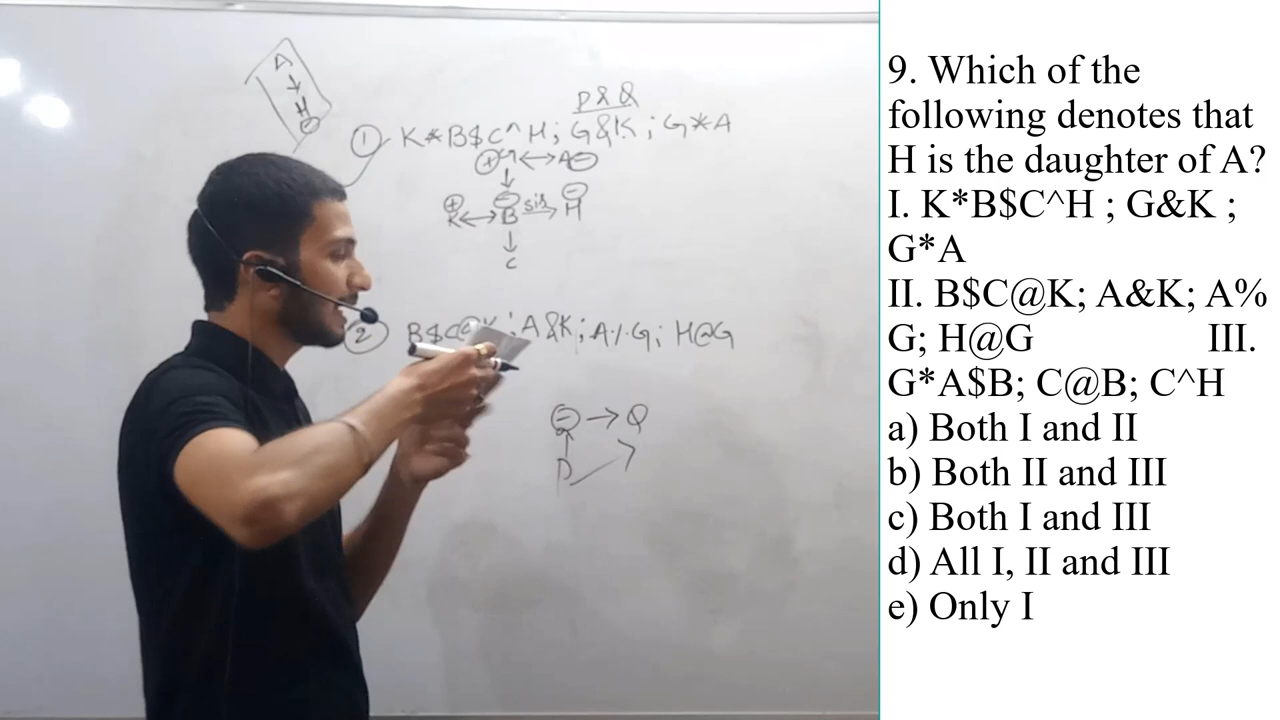 P&Q
A
H
1 K*B$C^H; G&K; G*A
+ G ↔ A -
+ - sis -
K ↔ B → H
C
2 B$C@K; A&K; A%G; H@G
- → Q
P
9. Which of the
following denotes that
H is the daughter of A?
I. K*B$C^H ; G&K ;
G*A
II. B$C@K; A&K; A%
G; H@G III.
G*A$B; C@B; C^H
a) Both I and II
b) Both II and III
c) Both I and III
d) All I, II and III
e) Only I